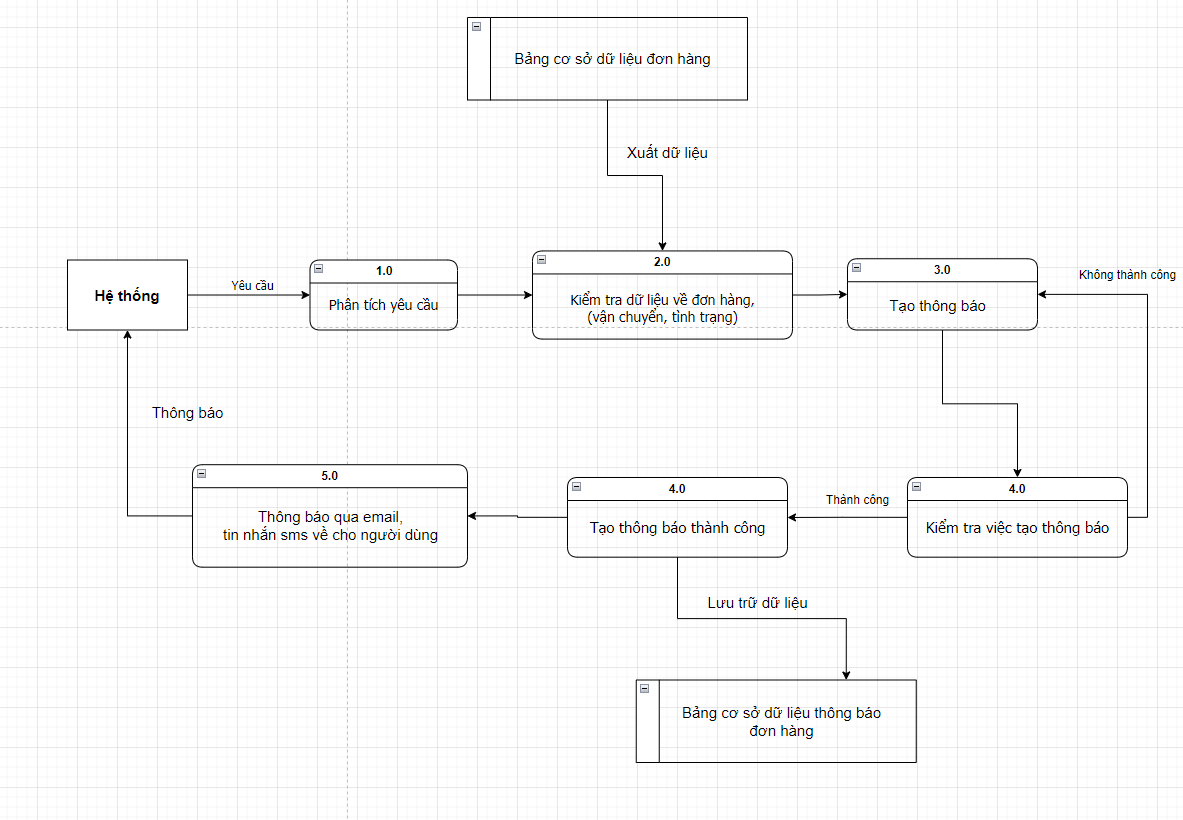 Bảng cơ sở dữ liệu đơn hàng
Xuất dữ liệu
Hệ thống
Yêu cầu
1.0
Phân tích yêu cầu
2.0
Kiểm tra dữ liệu về đơn hàng,
(vận chuyển, tình trạng)
3.0
Tạo thông báo
Không thành công
Thông báo
5.0
Thông báo qua email,
tin nhắn sms về cho người dùng
4.0
Tạo thông báo thành công
Thành công
4.0
Kiểm tra việc tạo thông báo
Lưu trữ dữ liệu
Bảng cơ sở dữ liệu thông báo
đơn hàng